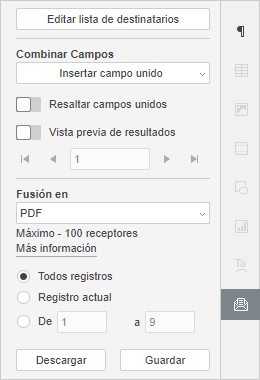 Editar lista de destinatarios
Combinar Campos
Insertar campo unido
Resaltar campos unidos
Vista previa de resultados
1
Fusión en
PDF
Máximo - 100 receptores
Más información
Todos registros
Registro actual
De 1 a 9
Descargar Guardar